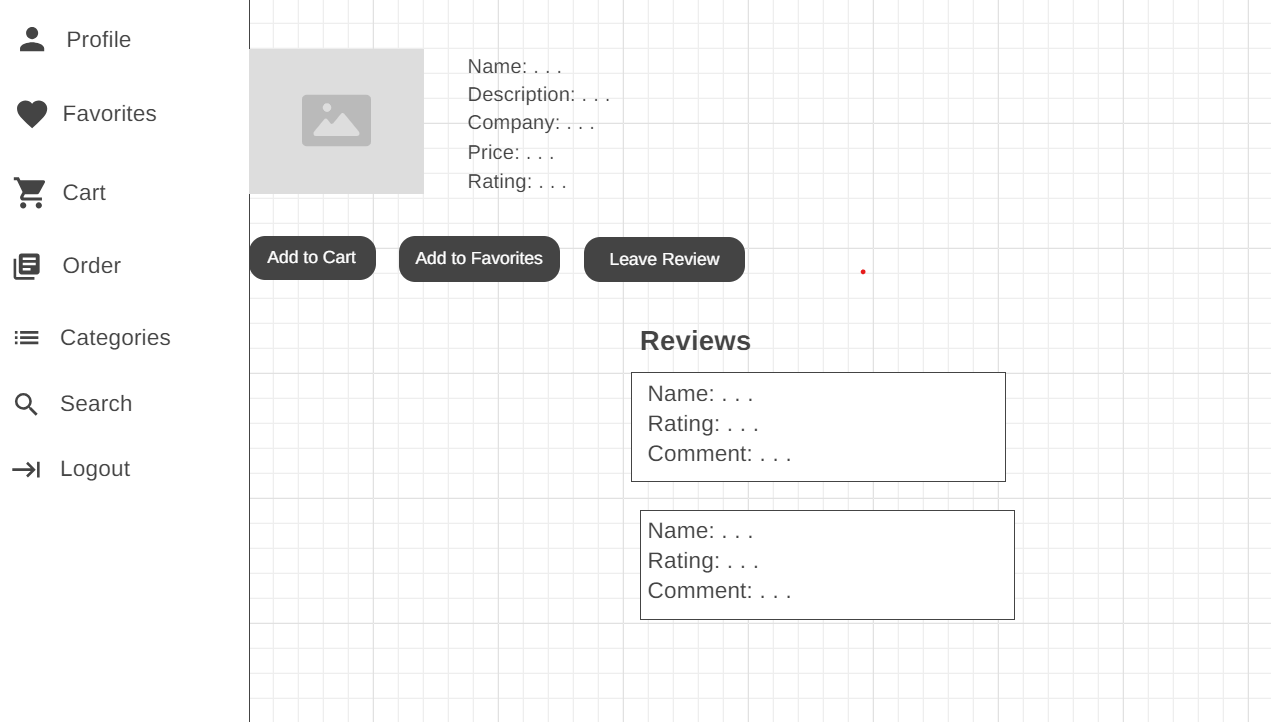 Profile
Favorites
Cart
Order
Categories
Search
Logout
Name: . . .
Description: . . .
Company: . . .
Price: . . .
Rating: . . .
Add to Cart
Add to Favorites
Leave Review
Reviews
Name: . . .
Rating: . . .
Comment: . . .
Name: . . .
Rating: . . .
Comment: . . .